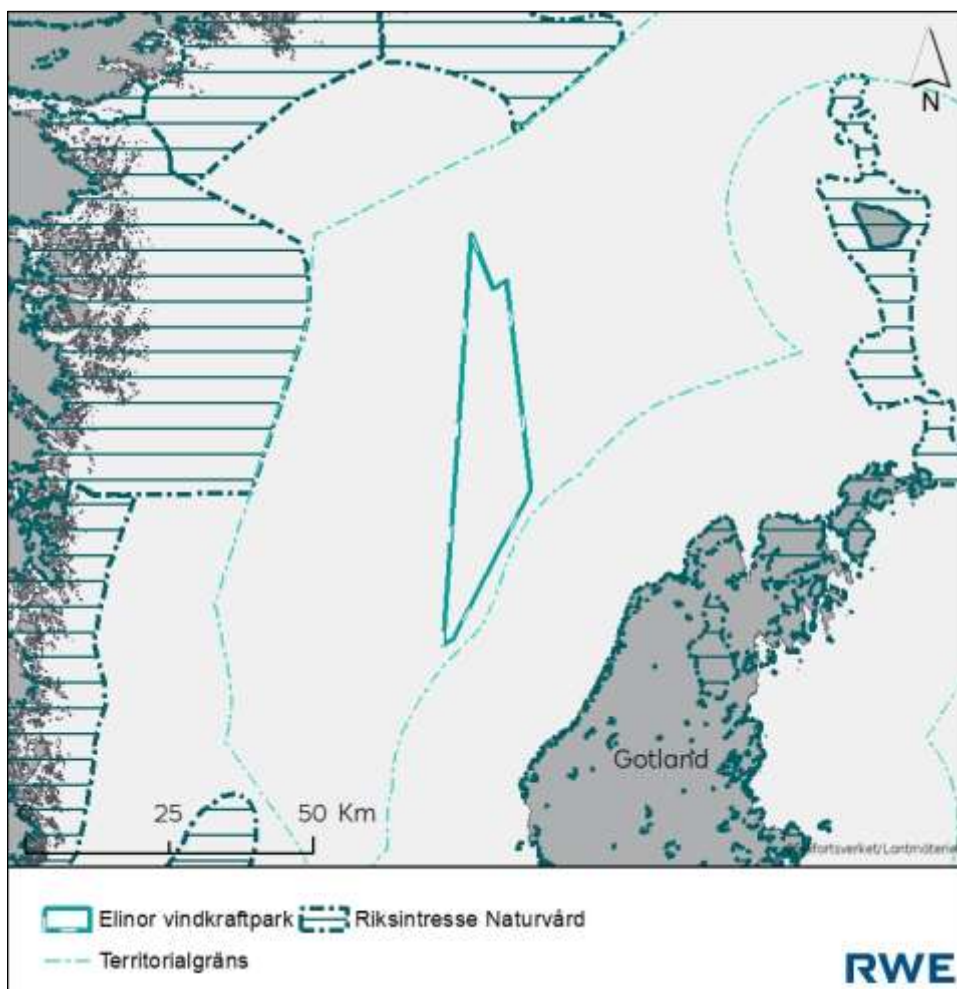 N
Gotland
25 50 Km
Elinor vindkraftpark Riksintresse Naturvård
Territorialgräns
RWE